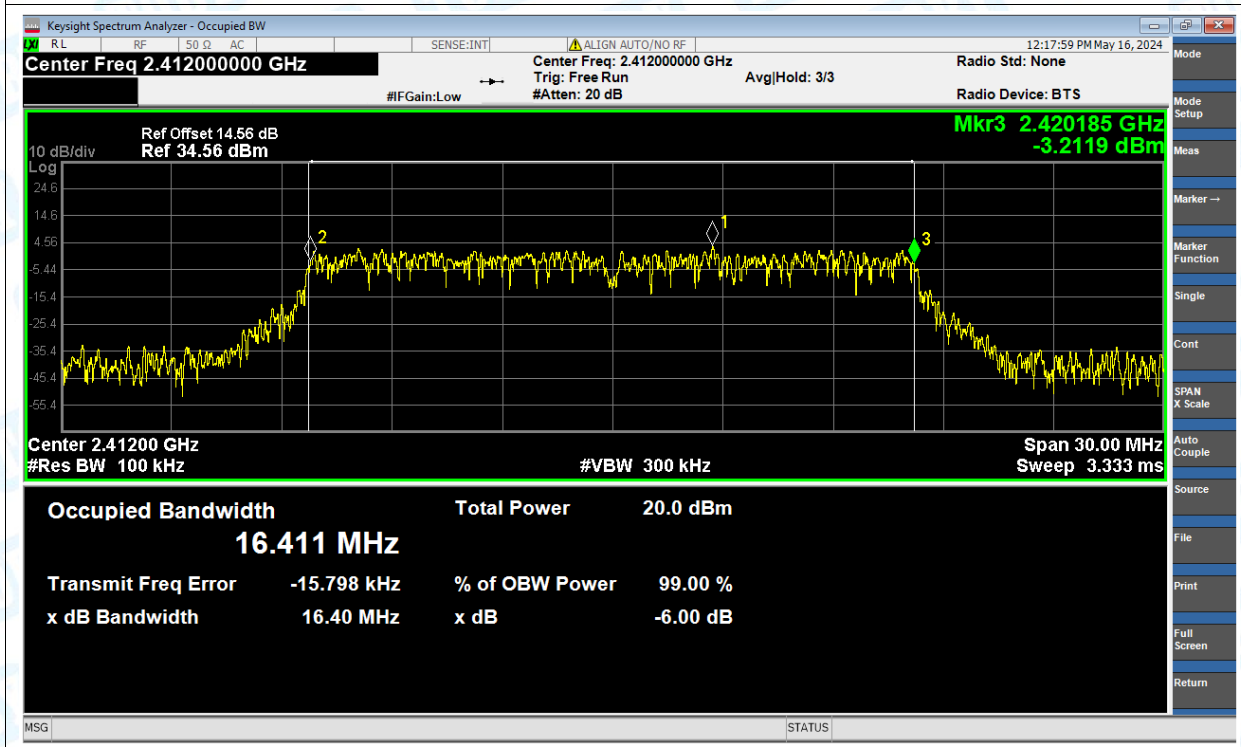 Keysight Spectrum Analyzer - Occupied BW
LXI RL RF 50 Ω AC SENSE:INT ALIGN AUTO/NO RF 12:17:59 PM May 16, 2024
Center Freq 2.412000000 GHz
Center Freq: 2.412000000 GHz
Radio Std: None
Trig: Free Run Avg|Hold: 3/3
#IFGain:Low #Atten: 20 dB Radio Device: BTS
Mkr3 2.420185 GHz
-3.2119 dBm
Ref Offset 14.56 dB
10 dB/div Ref 34.56 dBm
Log
24.6
14.6
4.56
-5.44
-15.4
-25.4
-35.4
-45.4
-55.4
2
1
3
Center 2.41200 GHz Span 30.00 MHz
#Res BW 100 kHz #VBW 300 kHz Sweep 3.333 ms
Occupied Bandwidth Total Power 20.0 dBm
16.411 MHz
Transmit Freq Error -15.798 kHz % of OBW Power 99.00 %
x dB Bandwidth 16.40 MHz x dB -6.00 dB
MSG STATUS
Mode
Mode
Setup
Meas
Marker →
Marker
Function
Single
Cont
SPAN
X Scale
Auto
Couple
Source
File
Print
Full
Screen
Return